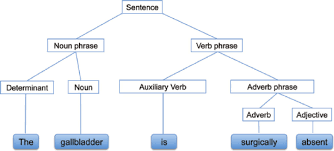 Sentence
Noun phrase Verb phrase
Determinant Noun Auxiliary Verb Adverb phrase
Adverb Adjective
The gallbladder Is surgically absent